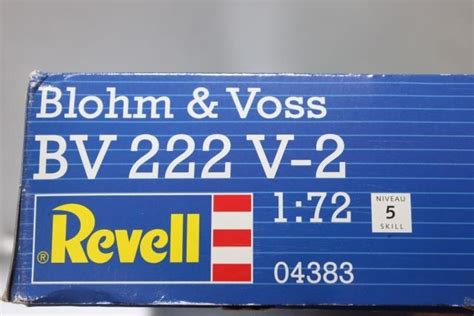 Blohm & Voss
BV 222 V-2
Revell ®
1:72
NIVEAU
5
SKILL
04383